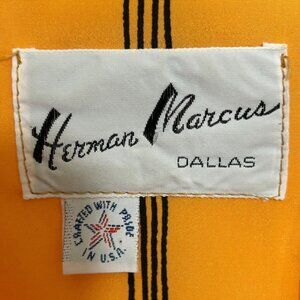 Herman Marcus
DALLAS
CRAFTED WITH PRIDE
IN U.S.A.